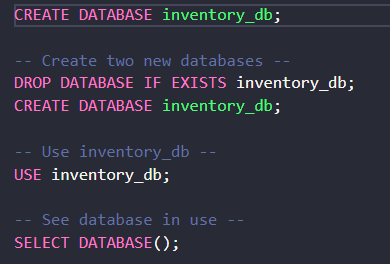 CREATE DATABASE inventory_db;
-- Create two new databases --
DROP DATABASE IF EXISTS inventory_db;
CREATE DATABASE inventory_db;
-- Use inventory_db --
USE inventory_db;
-- See database in use --
SELECT DATABASE();